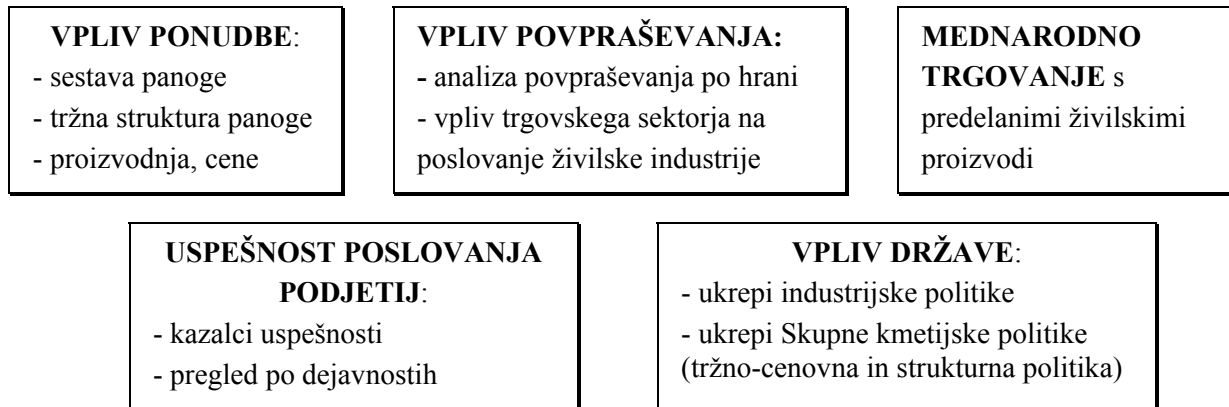 VPLIV PONUDBE:
- sestava panoge
- tržna struktura panoge
- proizvodnja, cene
VPLIV POVPRAŠEVANJA:
- analiza povpraševanja po hrani
- vpliv trgovskega sektorja na
poslovanje živilske industrije
MEDNARODNO
TRGOVANJE s
predelanimi živilskimi
proizvodi
USPEŠNOST POSLOVANJA
PODJETIJ:
- kazalci uspešnosti
- pregled po dejavnostih
VPLIV DRŽAVE:
- ukrepi industrijske politike
- ukrepi Skupne kmetijske politike
(tržno-cenovna in strukturna politika)